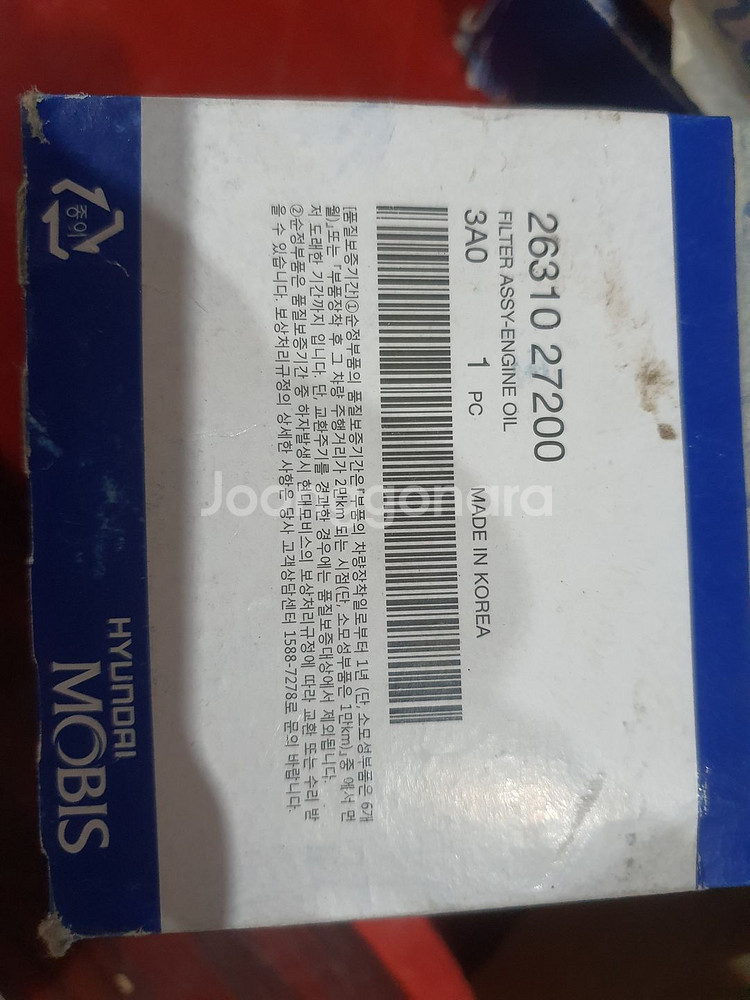 26310 27200
FILTER ASSY-ENGINE OIL
3A0 1 PC MADE IN KOREA
[품질보증기간]①순정부품의 품질보증기간은「부품의 차량장착일로부터 1년 (단, 소모성부품은 6개
월)」또는 「부품장착 후 그 차량 주행거리가 2만km 되는 시점(단, 소모성부품은 1만km)」중 에서 먼
저 도래한 기간까지 입니다. 단, 교환주기를 경과한 경우에는 품질보증대상에서 제외됩니다.
②순정부품은 품질보증기간 중 하자발생시 현대모비스의 보상처리규정에 따라 교환 또는 수리 받
을 수 있습니다. 보상처리규정의 상세한 사항은 당사 고객상담센터 1588-7278로 문의 바랍니다.
종이
HYUNDAI
MOBIS
Joonggonara